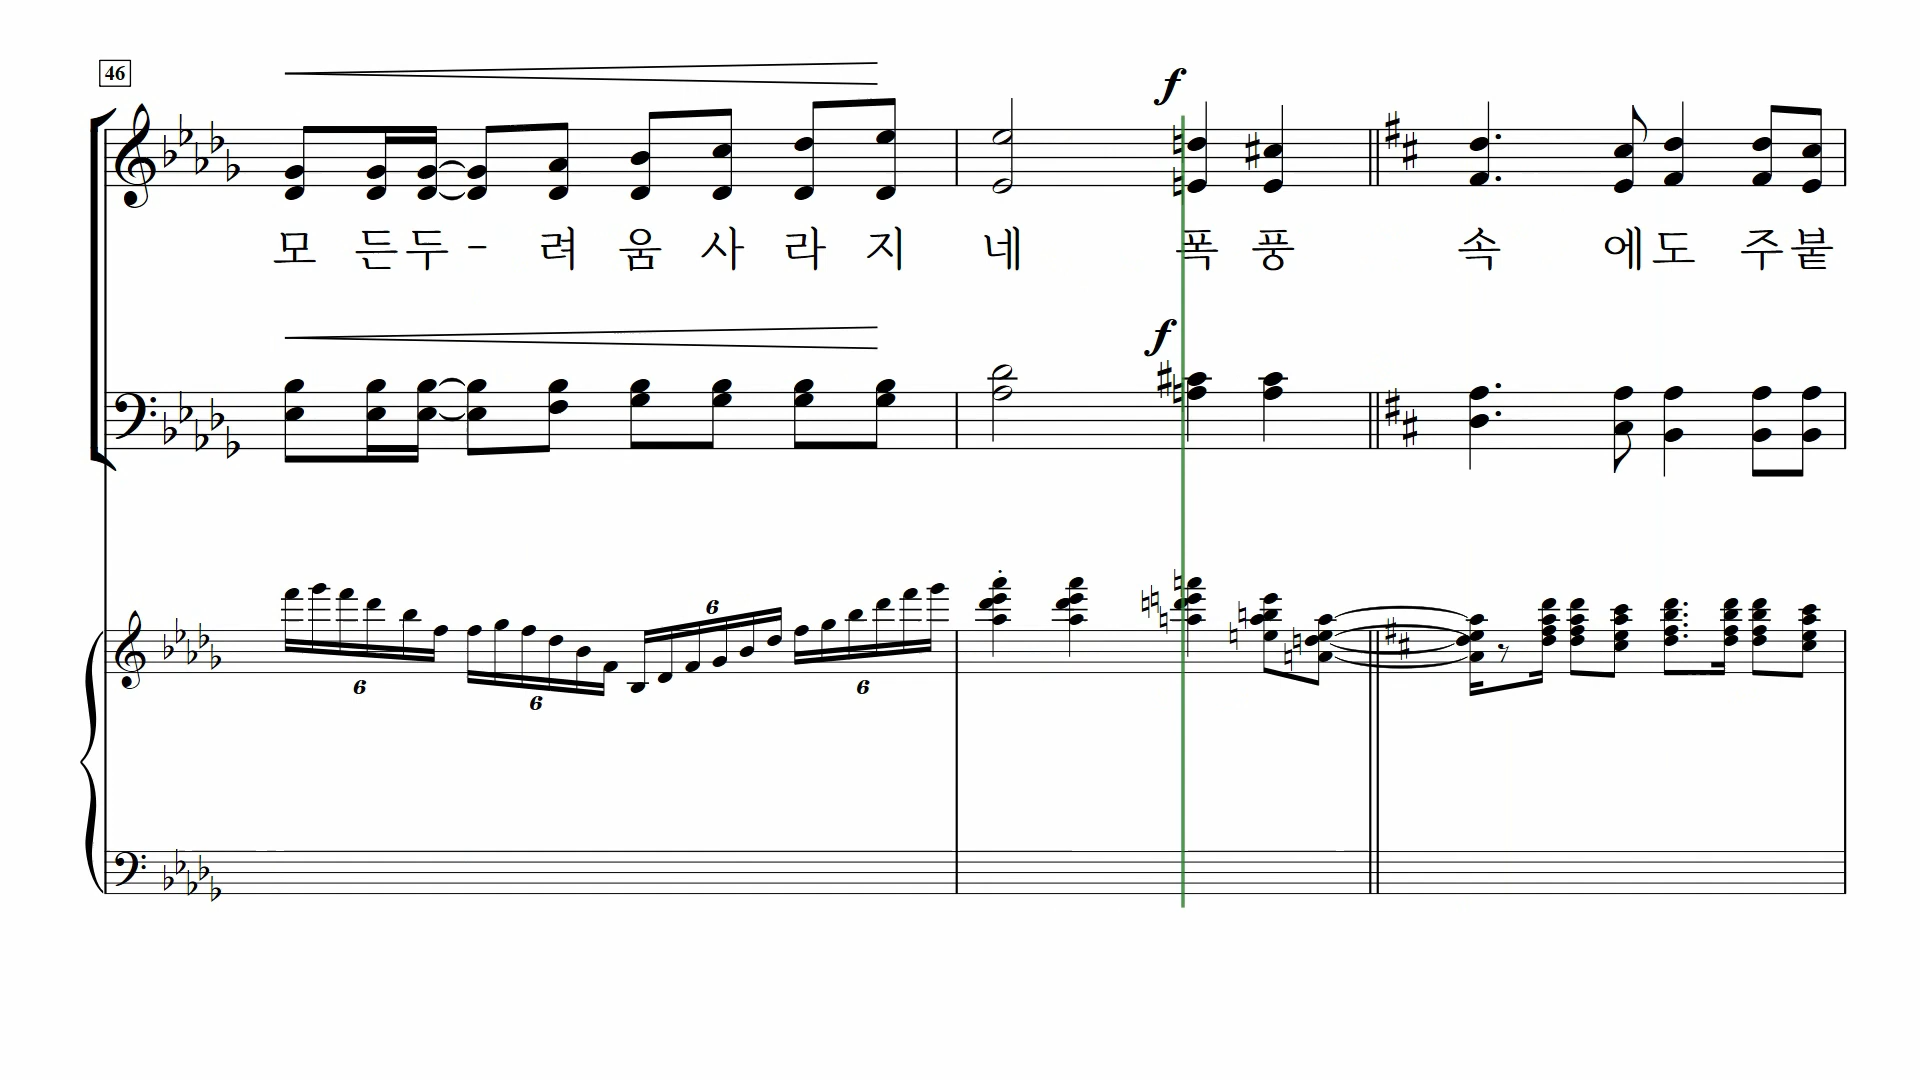 46
f
모 든 두 - 려 움 사 라 지 네 폭 풍 속 에 도 주 붙
f
6 6 6 6